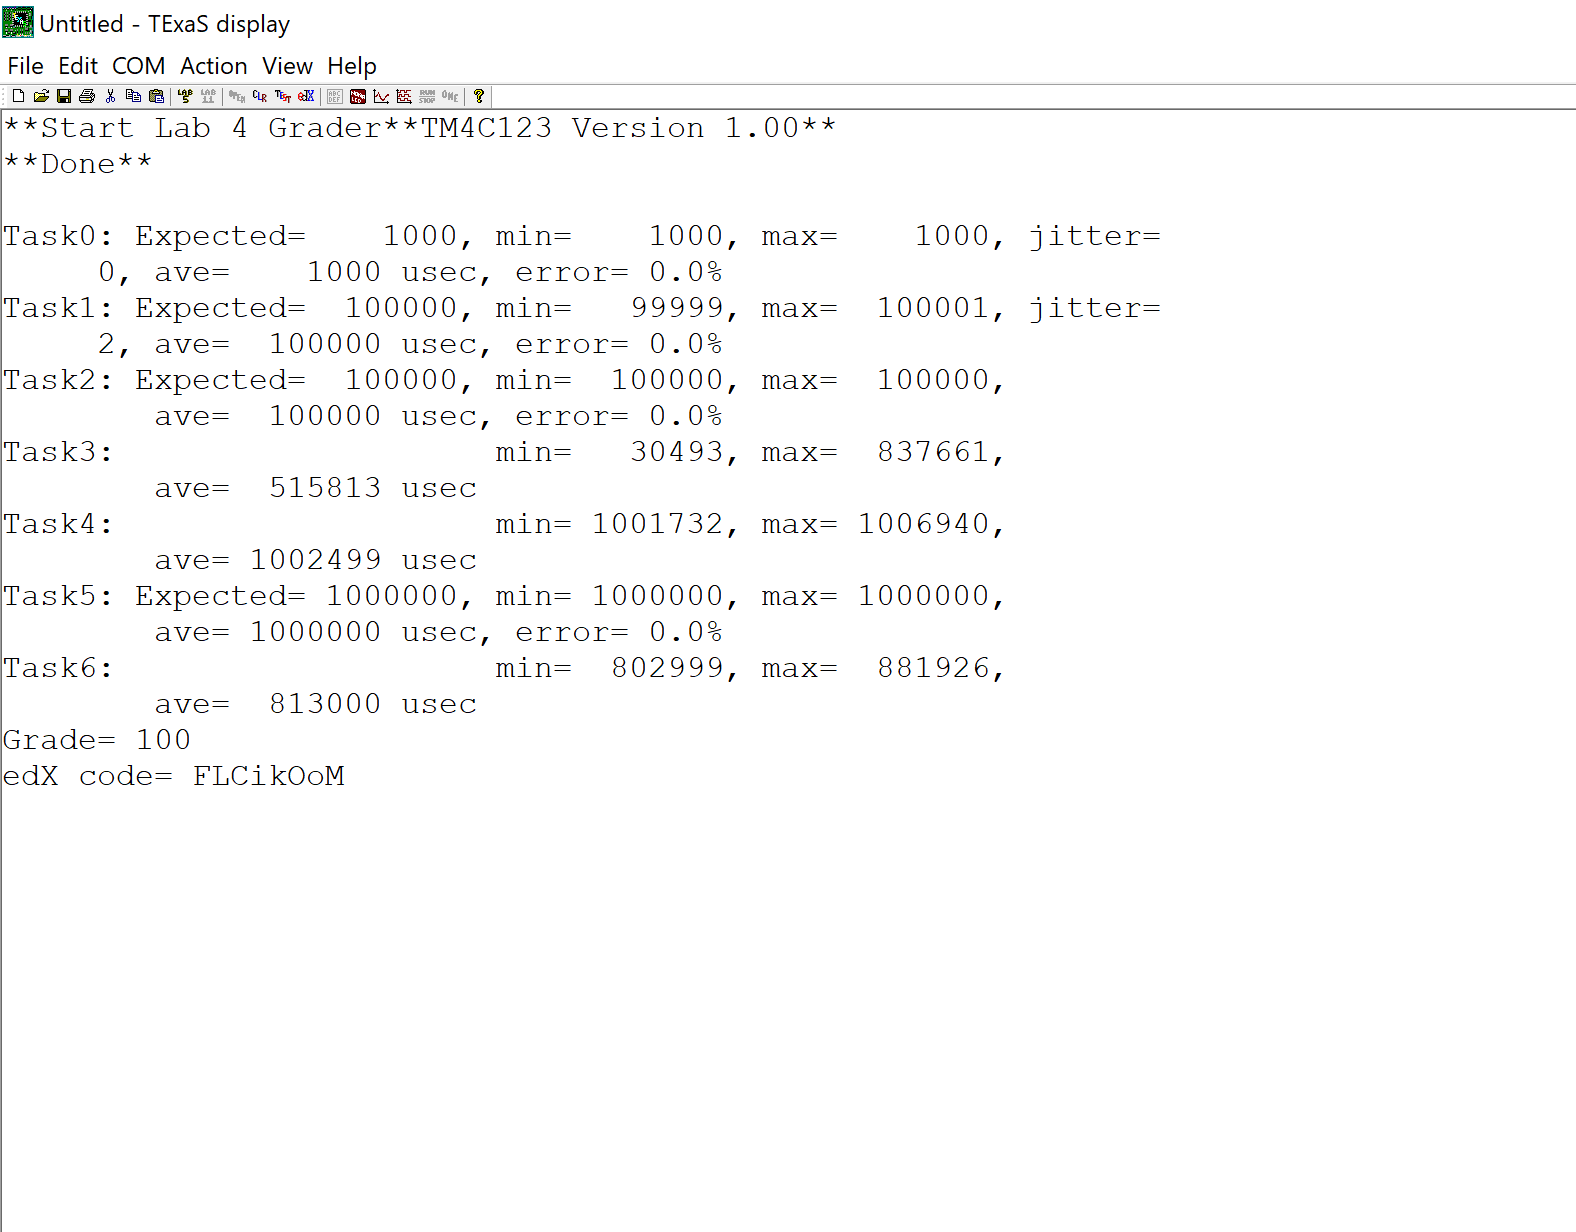 Untitled - TExaS display
File Edit COM Action View Help
**Start Lab 4 Grader**TM4C123 Version 1.00**
**Done**
Task0: Expected=    1000, min=    1000, max=    1000, jitter=
     0, ave=    1000 usec, error= 0.0%
Task1: Expected=  100000, min=   99999, max=  100001, jitter=
     2, ave=  100000 usec, error= 0.0%
Task2: Expected=  100000, min=  100000, max=  100000,
        ave=  100000 usec, error= 0.0%
Task3:                    min=   30493, max=  837661,
        ave=  515813 usec
Task4:                    min= 1001732, max= 1006940,
        ave= 1002499 usec
Task5: Expected= 1000000, min= 1000000, max= 1000000,
        ave= 1000000 usec, error= 0.0%
Task6:                    min=  802999, max=  881926,
        ave=  813000 usec
Grade= 100
edX code= FLCikOoM